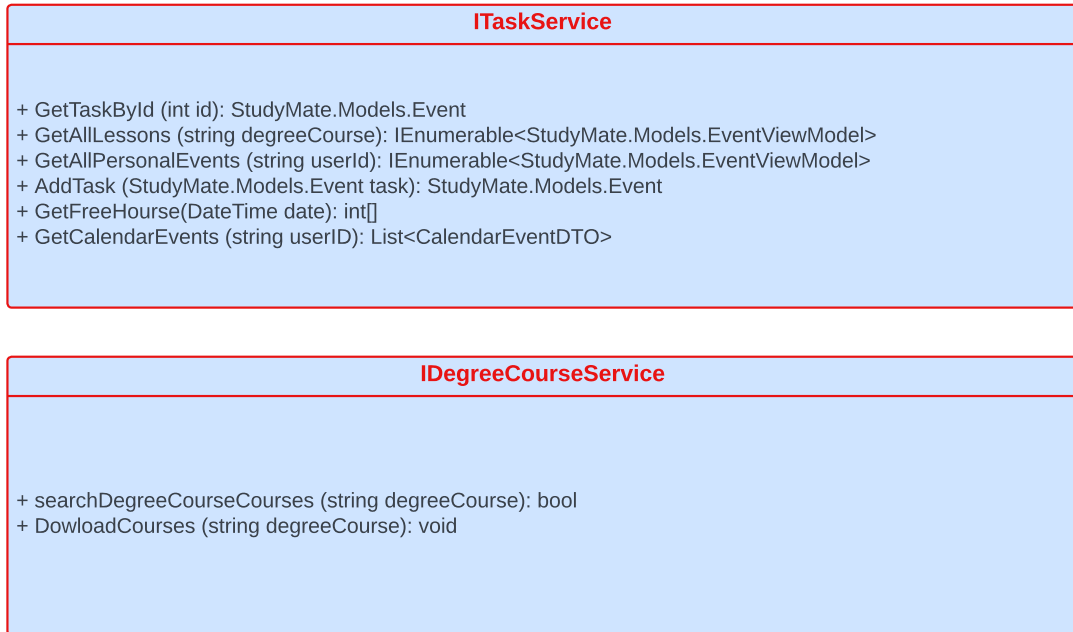 ITaskService
+ GetTaskById (int id): StudyMate.Models.Event
+ GetAllLessons (string degreeCourse): IEnumerable<StudyMate.Models.EventViewModel>
+ GetAllPersonalEvents (string userId): IEnumerable<StudyMate.Models.EventViewModel>
+ AddTask (StudyMate.Models.Event task): StudyMate.Models.Event
+ GetFreeHourse(DateTime date): int[]
+ GetCalendarEvents (string userID): List<CalendarEventDTO>
IDegreeCourseService
+ searchDegreeCourseCourses (string degreeCourse): bool
+ DowloadCourses (string degreeCourse): void